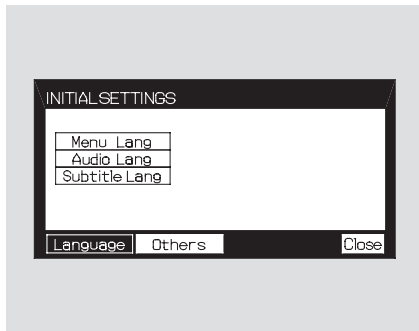 INITIAL SETTINGS
Menu Lang
Audio Lang
Subtitle Lang
Language Others Close